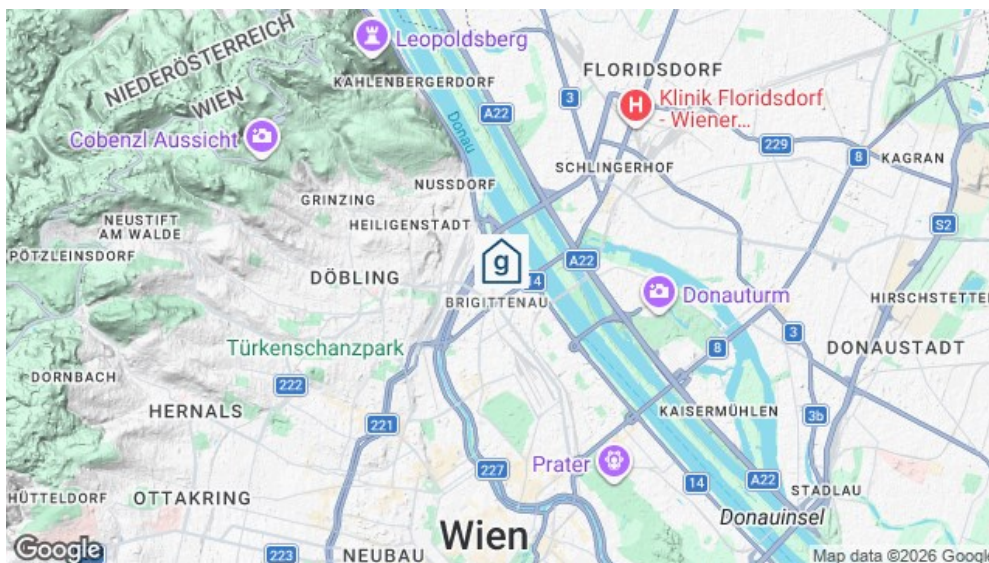 NIEDERÖSTERREICH
WIEN
Leopoldsberg
KAHLENBERGERDORF
FLORIDSDORF
3
A22
H
Klinik Floridsdorf
- Wiener...
Donau
Cobenzl Aussicht
229
8
KAGRAN
SCHLINGERHOF
NUSSDORF
GRINZING
NEUSTIFT
AM WALDE
HEILIGENSTADT
S2
PÖTZLEINSDORF
g
A22
DÖBLING
14
BRIGITTENAU
Donauturm
HIRSCHSTETTE
3
Türkenschanzpark
8
DONAUSTADT
DORNBACH
222
HERNALS
221
KAISERMÜHLEN
3b
Prater
227
14
A22
STADLAU
HÜTTELDORF
OTTAKRING
Donauinsel
Wien
Google
223
NEUBAU
Map data ©2026 Google